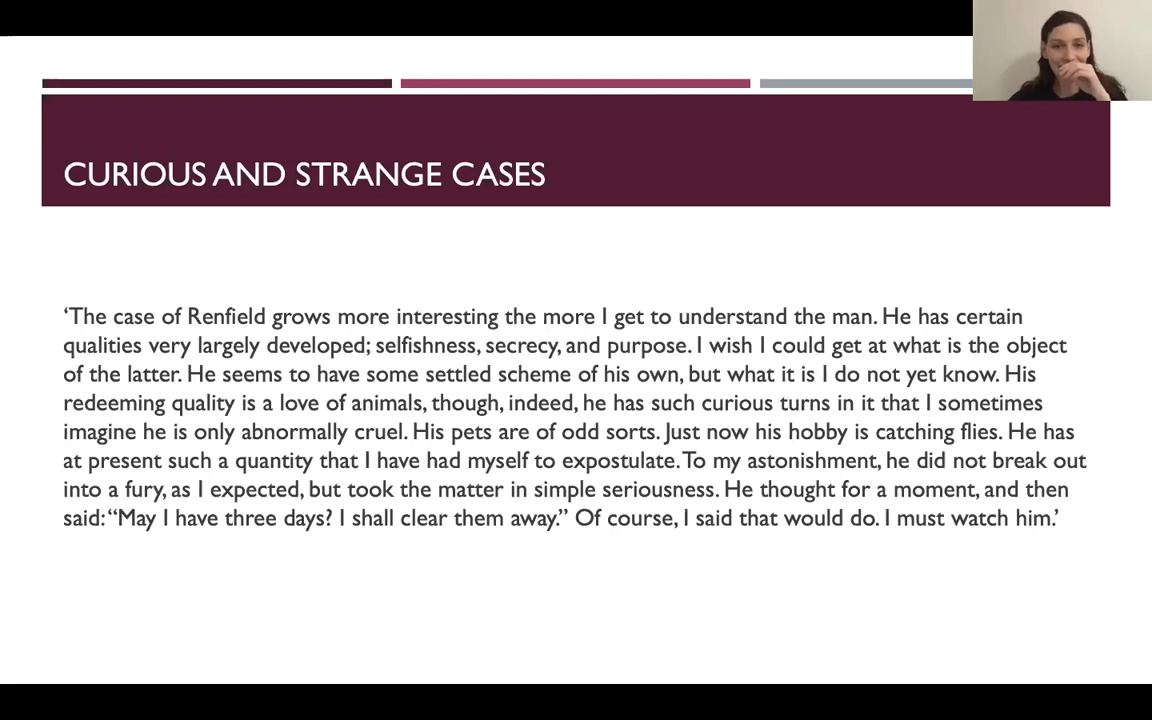 CURIOUS AND STRANGE CASES
‘The case of Renfield grows more interesting the more I get to understand the man. He has certain
qualities very largely developed; selfishness, secrecy, and purpose. I wish I could get at what is the object
of the latter. He seems to have some settled scheme of his own, but what it is I do not yet know. His
redeeming quality is a love of animals, though, indeed, he has such curious turns in it that I sometimes
imagine he is only abnormally cruel. His pets are of odd sorts. Just now his hobby is catching flies. He has
at present such a quantity that I have had myself to expostulate. To my astonishment, he did not break out
into a fury, as I expected, but took the matter in simple seriousness. He thought for a moment, and then
said: “May I have three days? I shall clear them away.” Of course, I said that would do. I must watch him.’